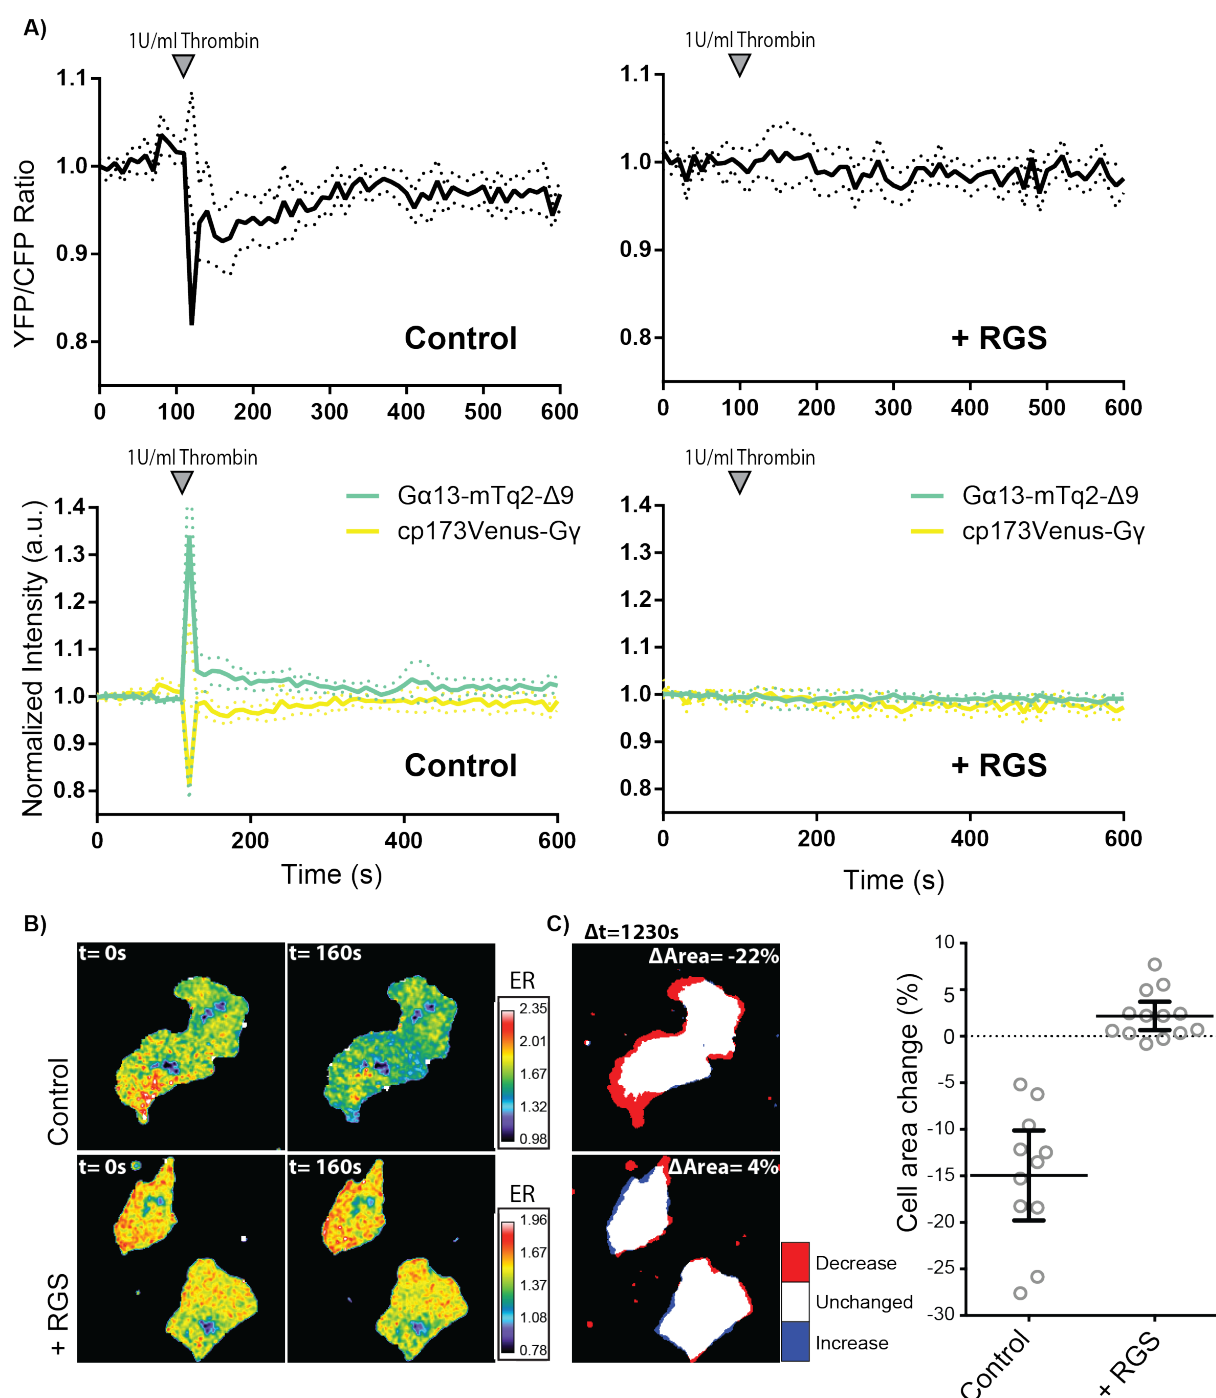 A)
1U/ml Thrombin
1U/ml Thrombin
YFP/CFP Ratio
1.1
1.0
0.9
0.8
Control
0 100 200 300 400 500 600
1.1
1.0
0.9
0.8
+ RGS
0 100 200 300 400 500 600
1U/ml Thrombin
1U/ml Thrombin
Normalized Intensity (a.u.)
1.4
1.3
1.2
1.1
1.0
0.9
0.8
Gα13-mTq2-Δ9
cp173Venus-Gγ
Control
0 200 400 600
Time (s)
1.4
1.3
1.2
1.1
1.0
0.9
0.8
Gα13-mTq2-Δ9
cp173Venus-Gγ
+ RGS
0 200 400 600
Time (s)
B)
Control
t= 0s
t= 160s
ER
2.35
2.01
1.67
1.32
0.98
+ RGS
t= 0s
t= 160s
ER
1.96
1.67
1.37
1.08
0.78
C)
Δt=1230s
ΔArea= -22%
ΔArea= 4%
Decrease
Unchanged
Increase
Cell area change (%)
10
5
0
-5
-10
-15
-20
-25
-30
Control
+ RGS